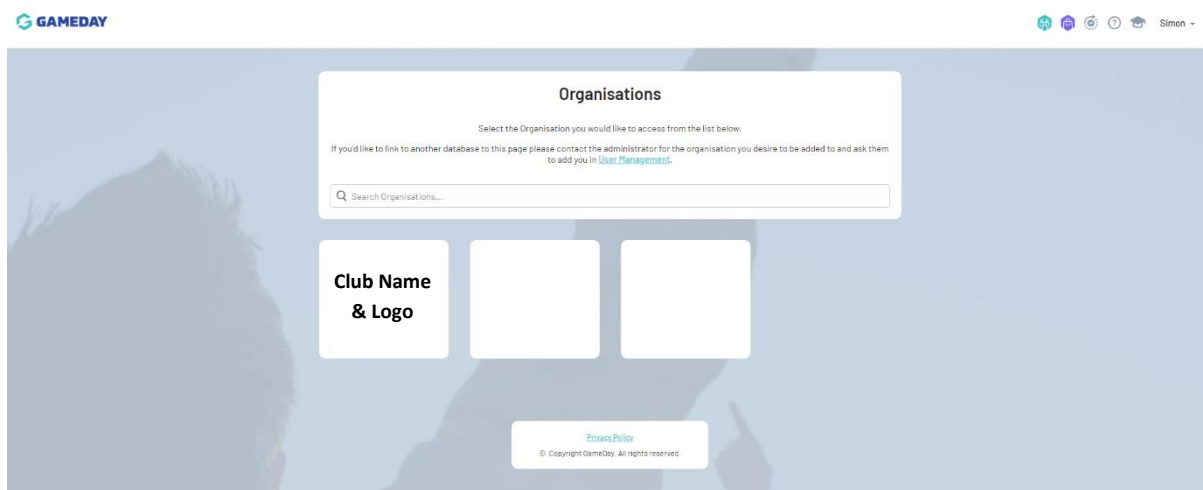 GAMEDAY
Simon
Organisations
Select the Organisation you would like to access from the list below.
If you'd like to link to another database to this page please contact the administrator for the organisation you desire to be added to and ask them
to add you in User Management.
Search Organisations...
Club Name
& Logo
Privacy Policy
© Copyright GameDay. All rights reserved.